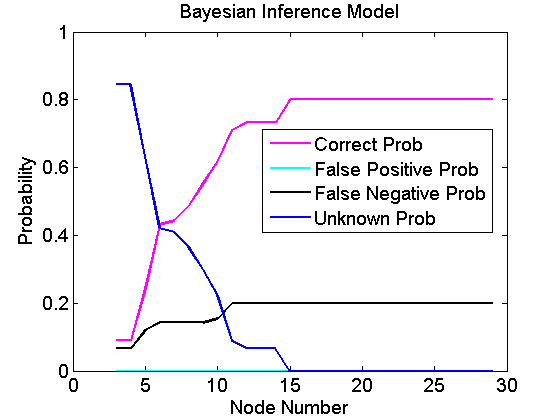 Bayesian Inference Model
1
0.8
0.6
0.4
0.2
0
Probability
Correct Prob
False Positive Prob
False Negative Prob
Unknown Prob
0 5 10 15 20 25 30
Node Number